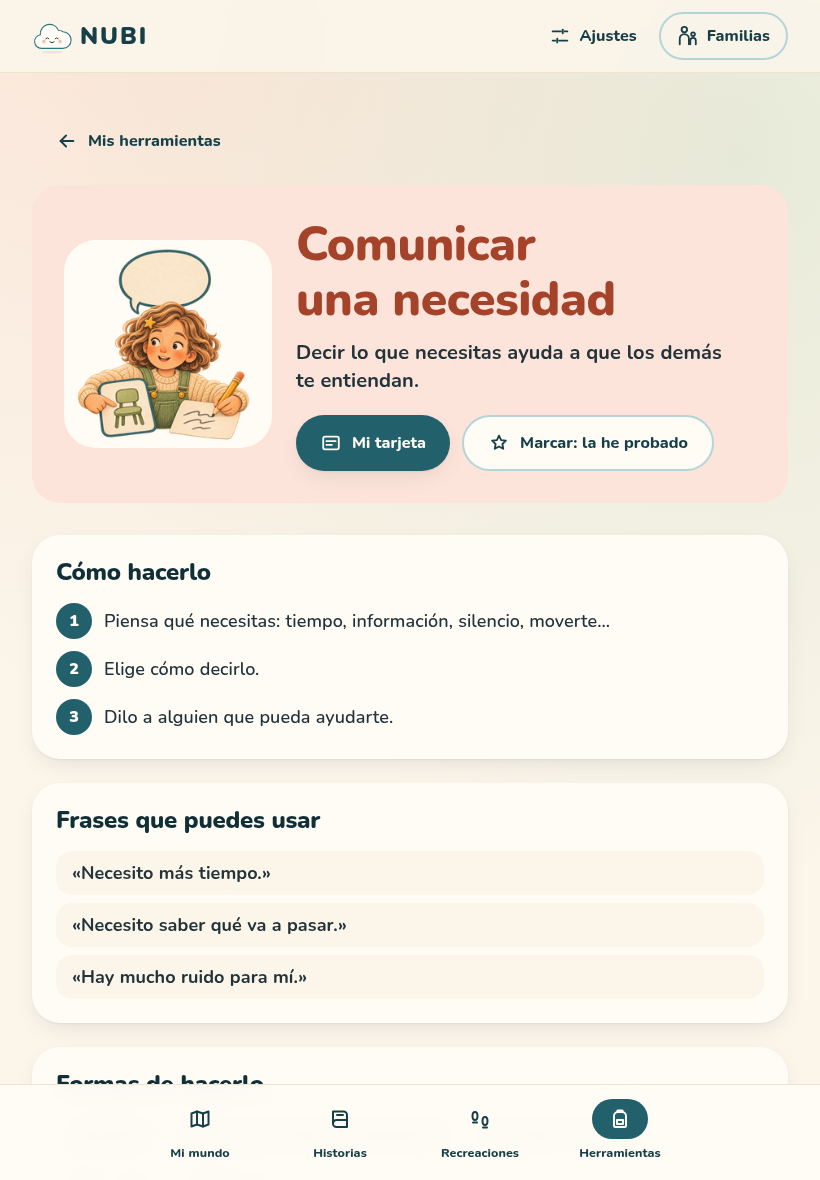 NUBI
Ajustes
Familias
Mis herramientas
Comunicar
una necesidad
Decir lo que necesitas ayuda a que los demás
te entiendan.
Mi tarjeta
Marcar: la he probado
Cómo hacerlo
1 Piensa qué necesitas: tiempo, información, silencio, moverte...
2 Elige cómo decirlo.
3 Dilo a alguien que pueda ayudarte.
Frases que puedes usar
«Necesito más tiempo.»
«Necesito saber qué va a pasar.»
«Hay mucho ruido para mí.»
Formas de hacerlo
Mi mundo
Historias
Recreaciones
Herramientas